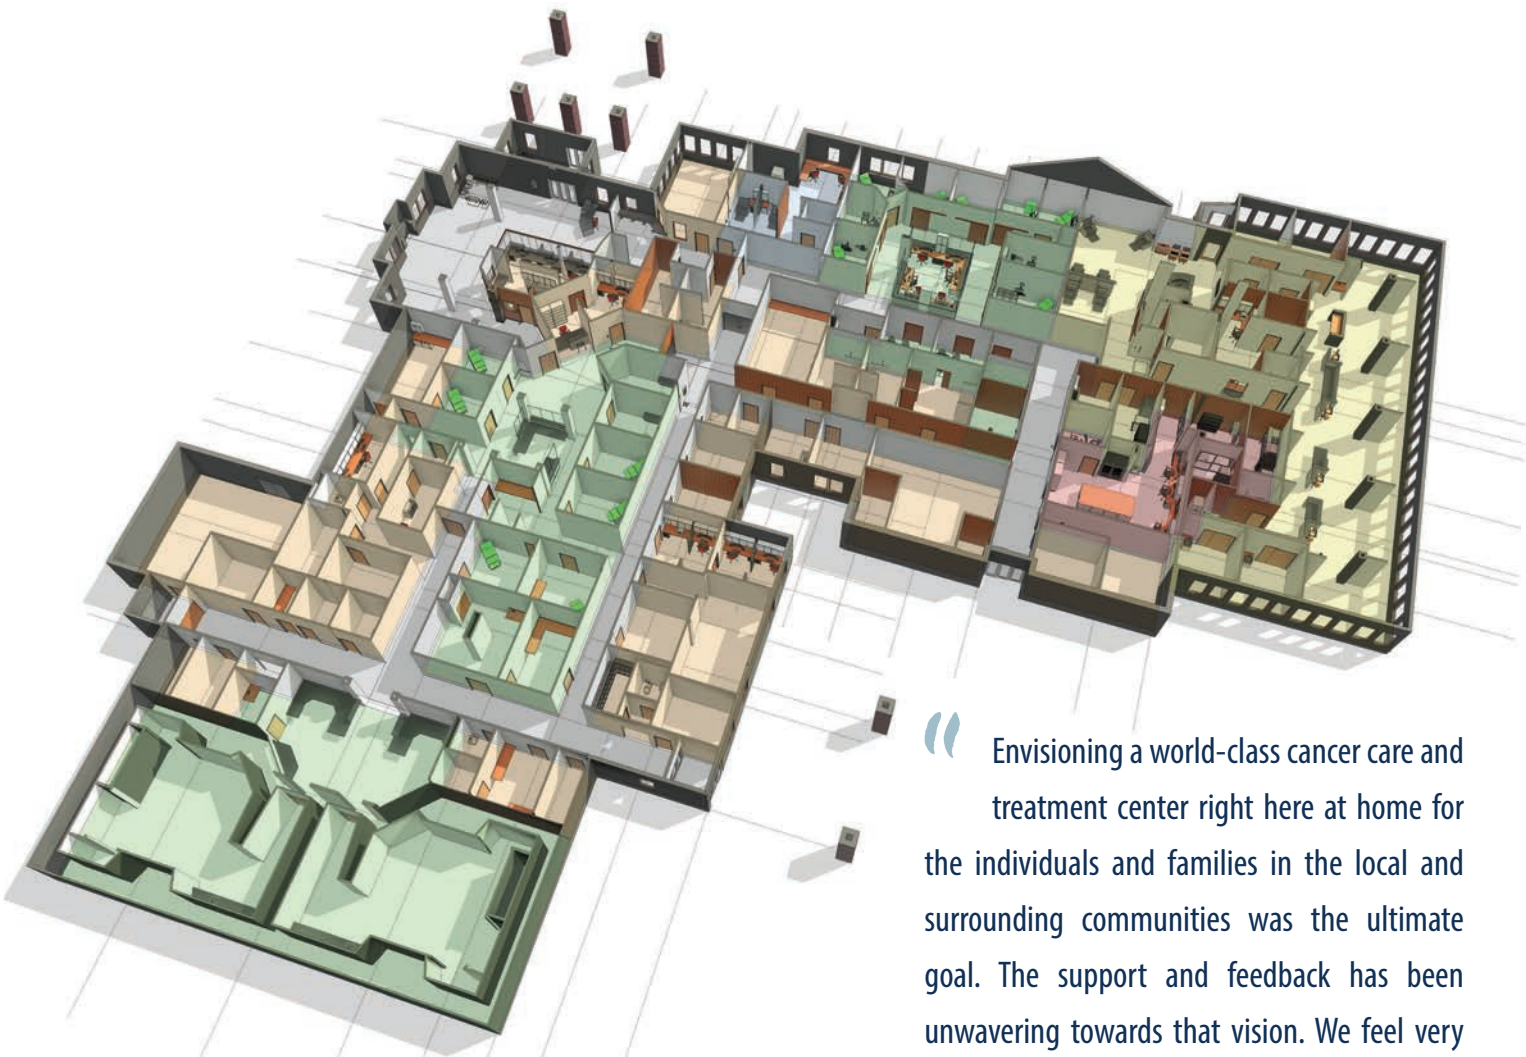 “ Envisioning a world-class cancer care and
treatment center right here at home for
the individuals and families in the local and
surrounding communities was the ultimate
goal. The support and feedback has been
unwavering towards that vision. We feel very